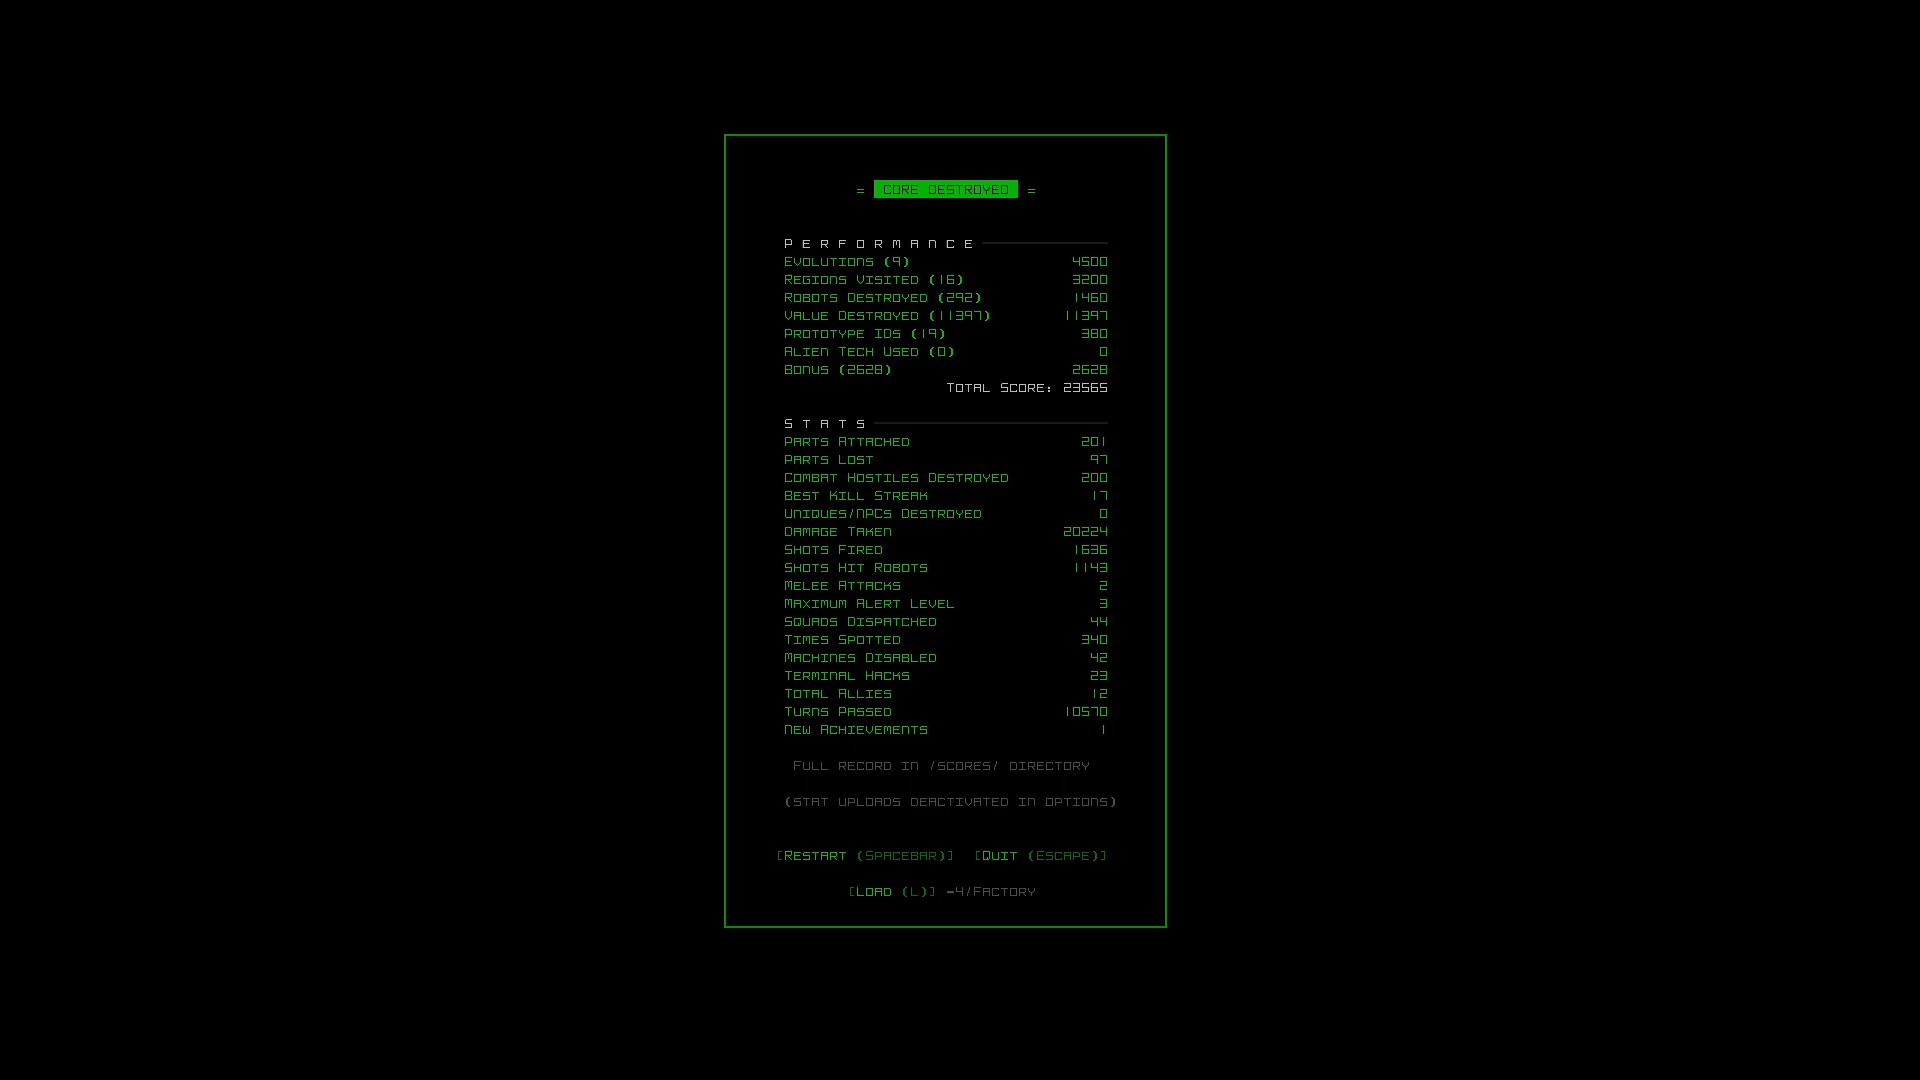 = CORE DESTROYED =
PERFORMANCE
Evolutions (9) 4500
Regions Visited (16) 3200
Robots Destroyed (292) 1460
Value Destroyed (11397) 11397
Prototype IDs (19) 380
Alien Tech Used (0) 0
Bonus (2628) 2628
Total Score: 23565
STATS
Parts Attached 201
Parts Lost 97
Combat Hostiles Destroyed 200
Best Kill Streak 17
Uniques/NPCs Destroyed 0
Damage Taken 20224
Shots Fired 1636
Shots Hit Robots 1143
Melee Attacks 2
Maximum Alert Level 3
Squads Dispatched 44
Times Spotted 340
Machines Disabled 42
Terminal Hacks 23
Total Allies 12
Turns Passed 10570
New Achievements 1
Full record in /scores/ directory
(stat uploads deactivated in options)
[Restart (Spacebar)] [Quit (Escape)]
[Load (L)] -4/Factory